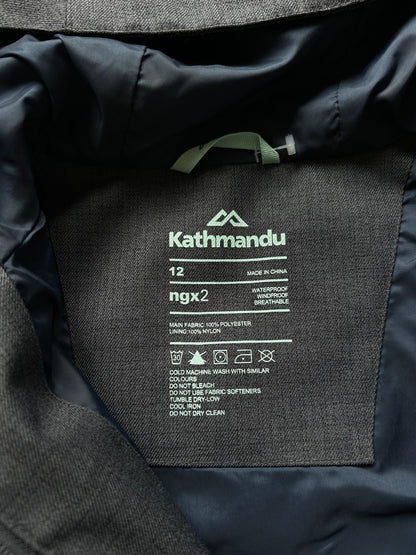 Kathmandu
12 MADE IN CHINA
ngx2 WATERPROOF
WINDPROOF
BREATHABLE
MAIN FABRIC:100% POLYESTER
LINING:100% NYLON
30
COLD MACHINE WASH WITH SIMILAR
COLOURS
DO NOT BLEACH
DO NOT USE FABRIC SOFTENERS
TUMBLE DRY-LOW
COOL IRON
DO NOT DRY CLEAN